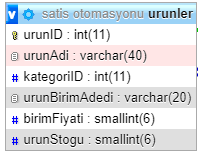 v satis otomasyonu urunler
urunID : int(11)
urunAdi : varchar(40)
# kategoriID : int(11)
urunBirimAdedi : varchar(20)
# birimFiyati : smallint(6)
# urunStogu : smallint(6)